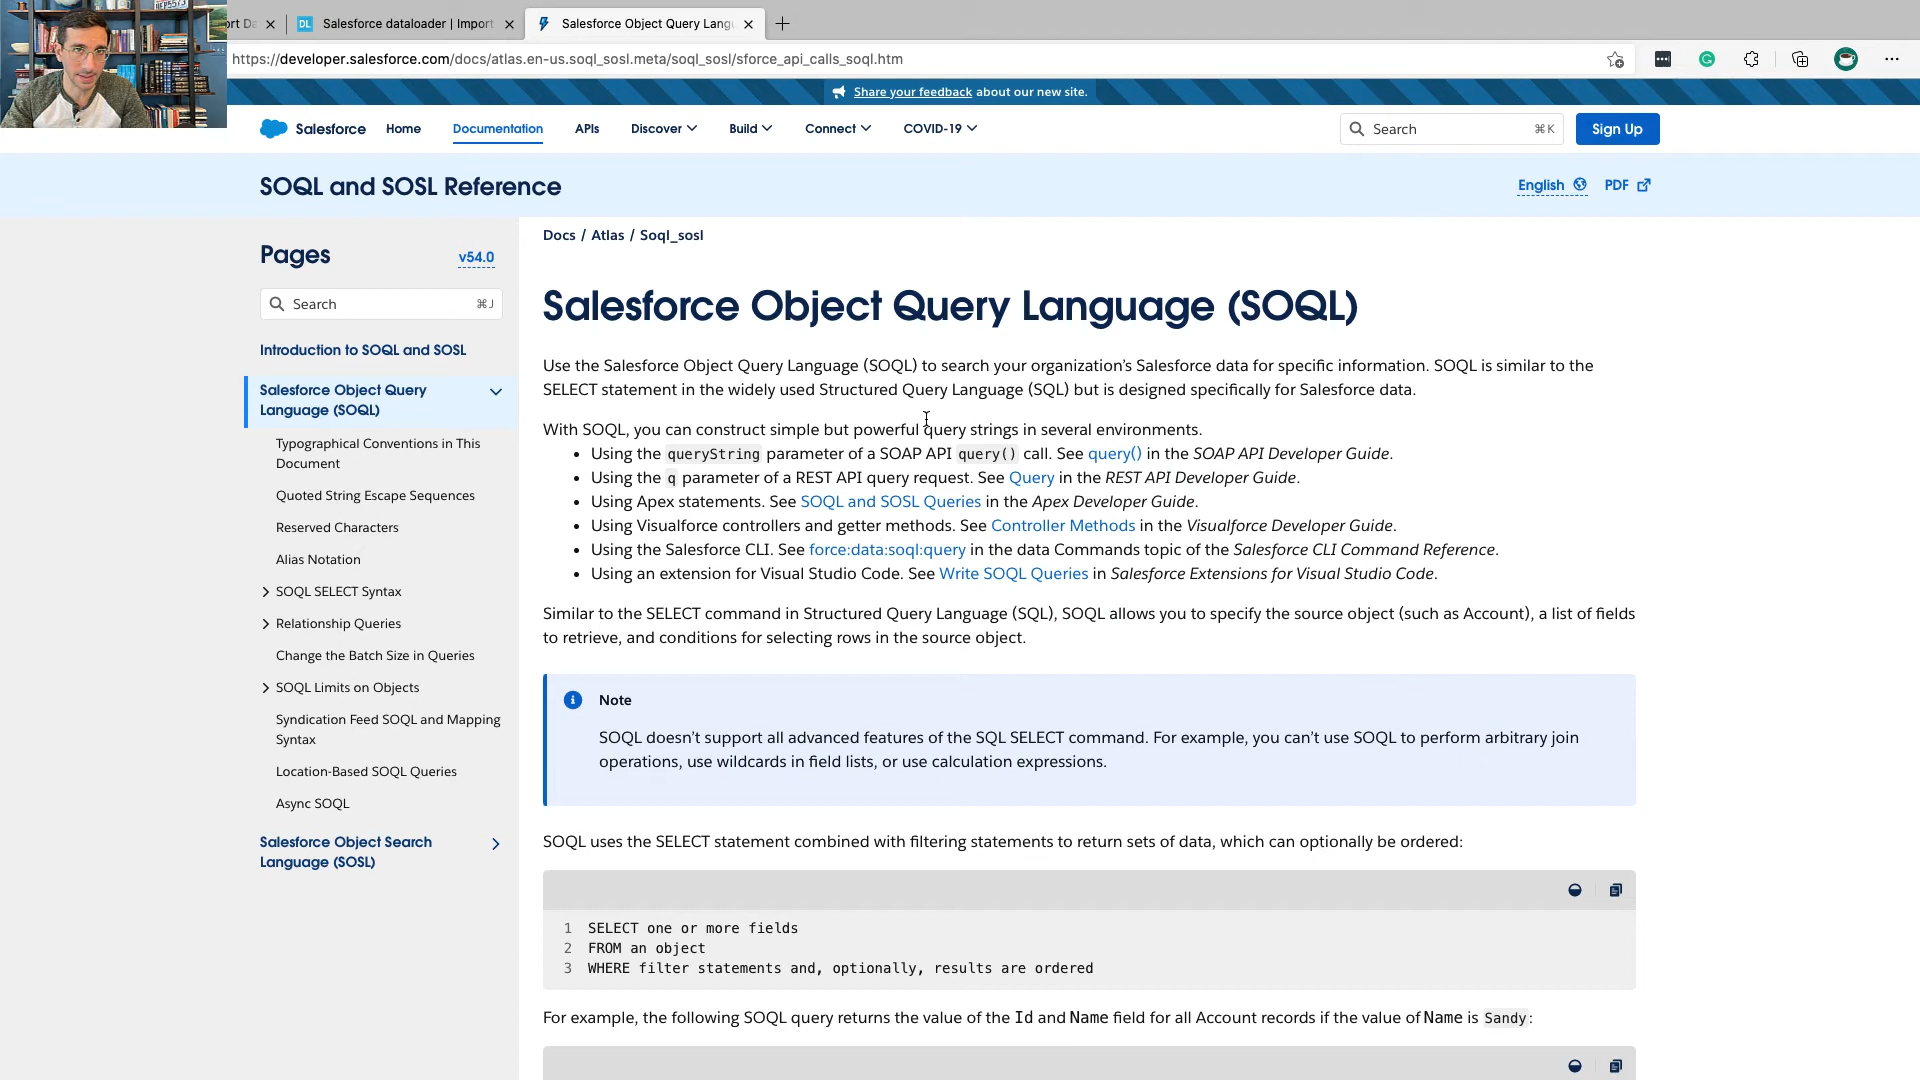 ort Da
DL Salesforce dataloader | Import
Salesforce Object Query Lang
https://developer.salesforce.com/docs/atlas.en-us.soql_sosl.meta/soql_sosl/sforce_api_calls_soql.htm
Share your feedback about our new site.
Salesforce Home Documentation APIs Discover Build Connect COVID-19 Search ⌘K Sign Up
SOQL and SOSL Reference English PDF
Pages v54.0
Search ⌘J
Introduction to SOQL and SOSL
Salesforce Object Query
Language (SOQL)
Typographical Conventions in This
Document
Quoted String Escape Sequences
Reserved Characters
Alias Notation
SOQL SELECT Syntax
Relationship Queries
Change the Batch Size in Queries
SOQL Limits on Objects
Syndication Feed SOQL and Mapping
Syntax
Location-Based SOQL Queries
Async SOQL
Salesforce Object Search
Language (SOSL)
Docs / Atlas / Soql_sosl
Salesforce Object Query Language (SOQL)
Use the Salesforce Object Query Language (SOQL) to search your organization’s Salesforce data for specific information. SOQL is similar to the
SELECT statement in the widely used Structured Query Language (SQL) but is designed specifically for Salesforce data.
With SOQL, you can construct simple but powerful query strings in several environments.
• Using the queryString parameter of a SOAP API query() call. See query() in the SOAP API Developer Guide.
• Using the q parameter of a REST API query request. See Query in the REST API Developer Guide.
• Using Apex statements. See SOQL and SOSL Queries in the Apex Developer Guide.
• Using Visualforce controllers and getter methods. See Controller Methods in the Visualforce Developer Guide.
• Using the Salesforce CLI. See force:data:soql:query in the data Commands topic of the Salesforce CLI Command Reference.
• Using an extension for Visual Studio Code. See Write SOQL Queries in Salesforce Extensions for Visual Studio Code.
Similar to the SELECT command in Structured Query Language (SQL), SOQL allows you to specify the source object (such as Account), a list of fields
to retrieve, and conditions for selecting rows in the source object.
Note
SOQL doesn’t support all advanced features of the SQL SELECT command. For example, you can’t use SOQL to perform arbitrary join
operations, use wildcards in field lists, or use calculation expressions.
SOQL uses the SELECT statement combined with filtering statements to return sets of data, which can optionally be ordered:
1 SELECT one or more fields
2 FROM an object
3 WHERE filter statements and, optionally, results are ordered
For example, the following SOQL query returns the value of the Id and Name field for all Account records if the value of Name is Sandy: